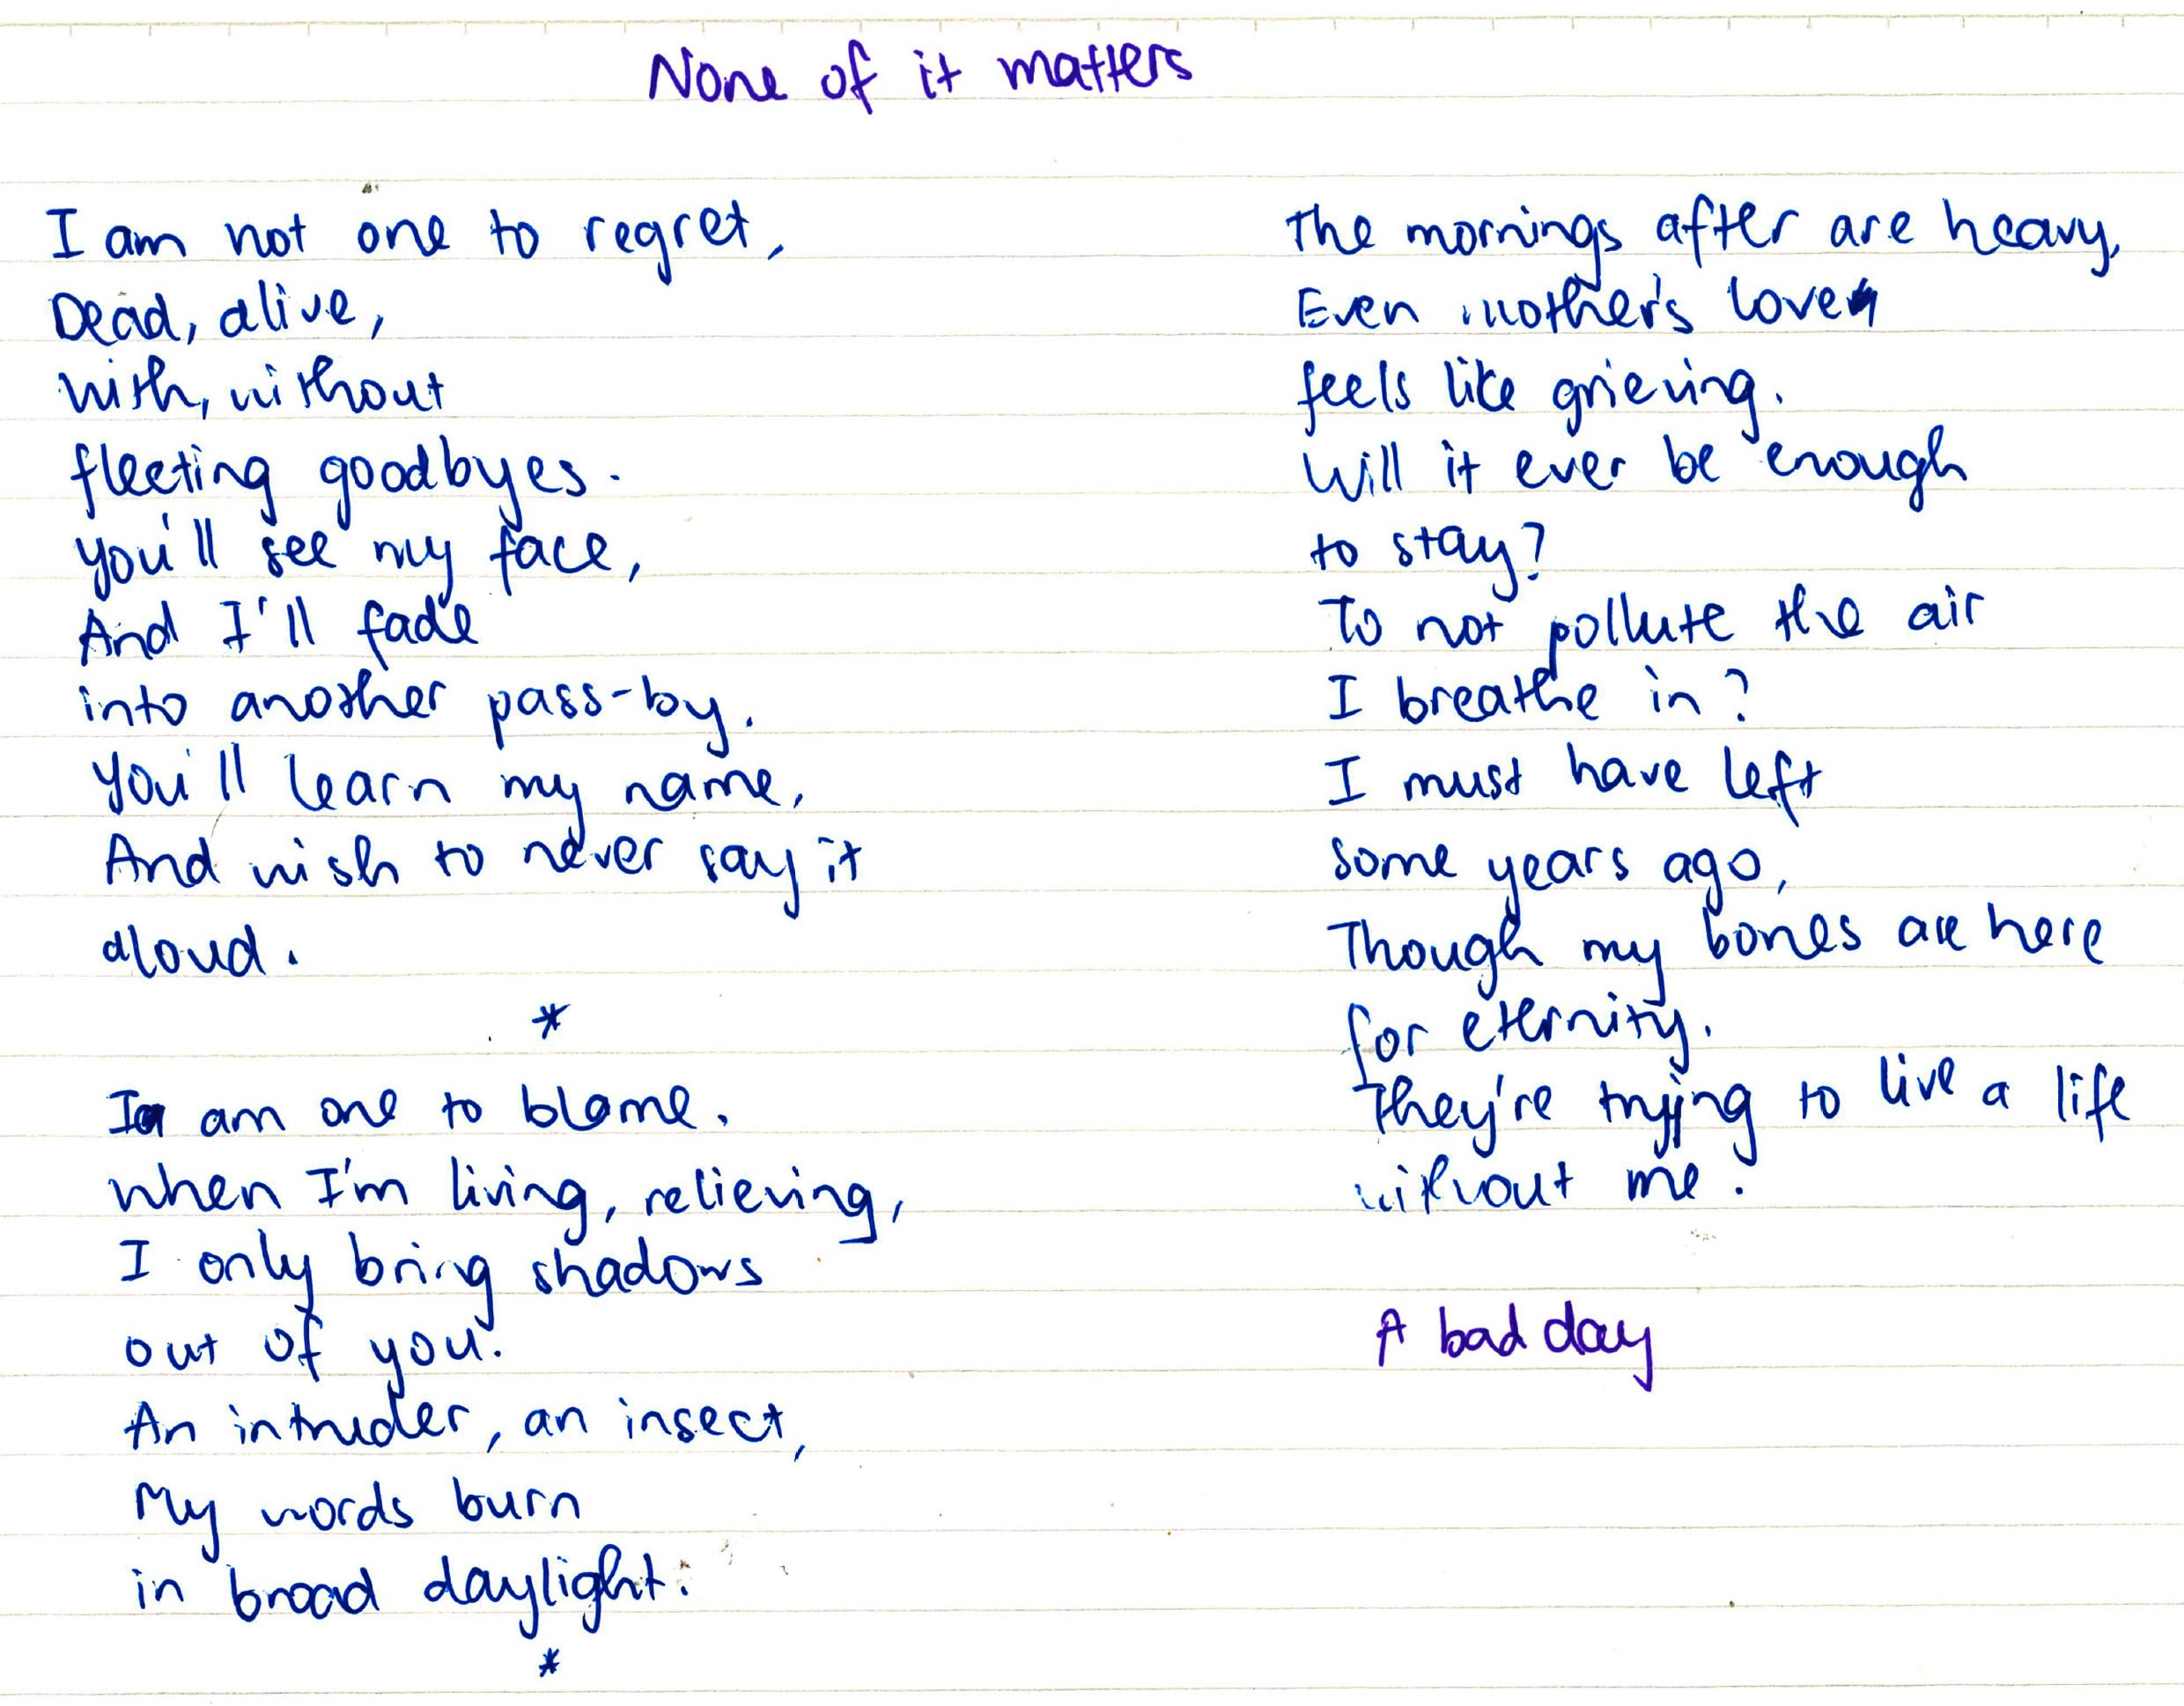 None of it matters
I am not one to regret,
Dead, alive,
with, without
fleeting goodbyes.
You'll see my face,
And I'll fade
into another pass-by.
You'll learn my name,
And wish to never say it
aloud.
*
I am one to blame.
when I'm living, relieving,
I only bring shadows
out of you.
An intruder, an insect,
My words burn
in broad daylight.
*
The mornings after are heavy,
Even mother's love
feels like grieving.
Will it ever be enough
to stay?
To not pollute the air
I breathe in?
I must have left
some years ago,
Though my bones are here
for eternity.
They're trying to live a life
without me.
A bad day